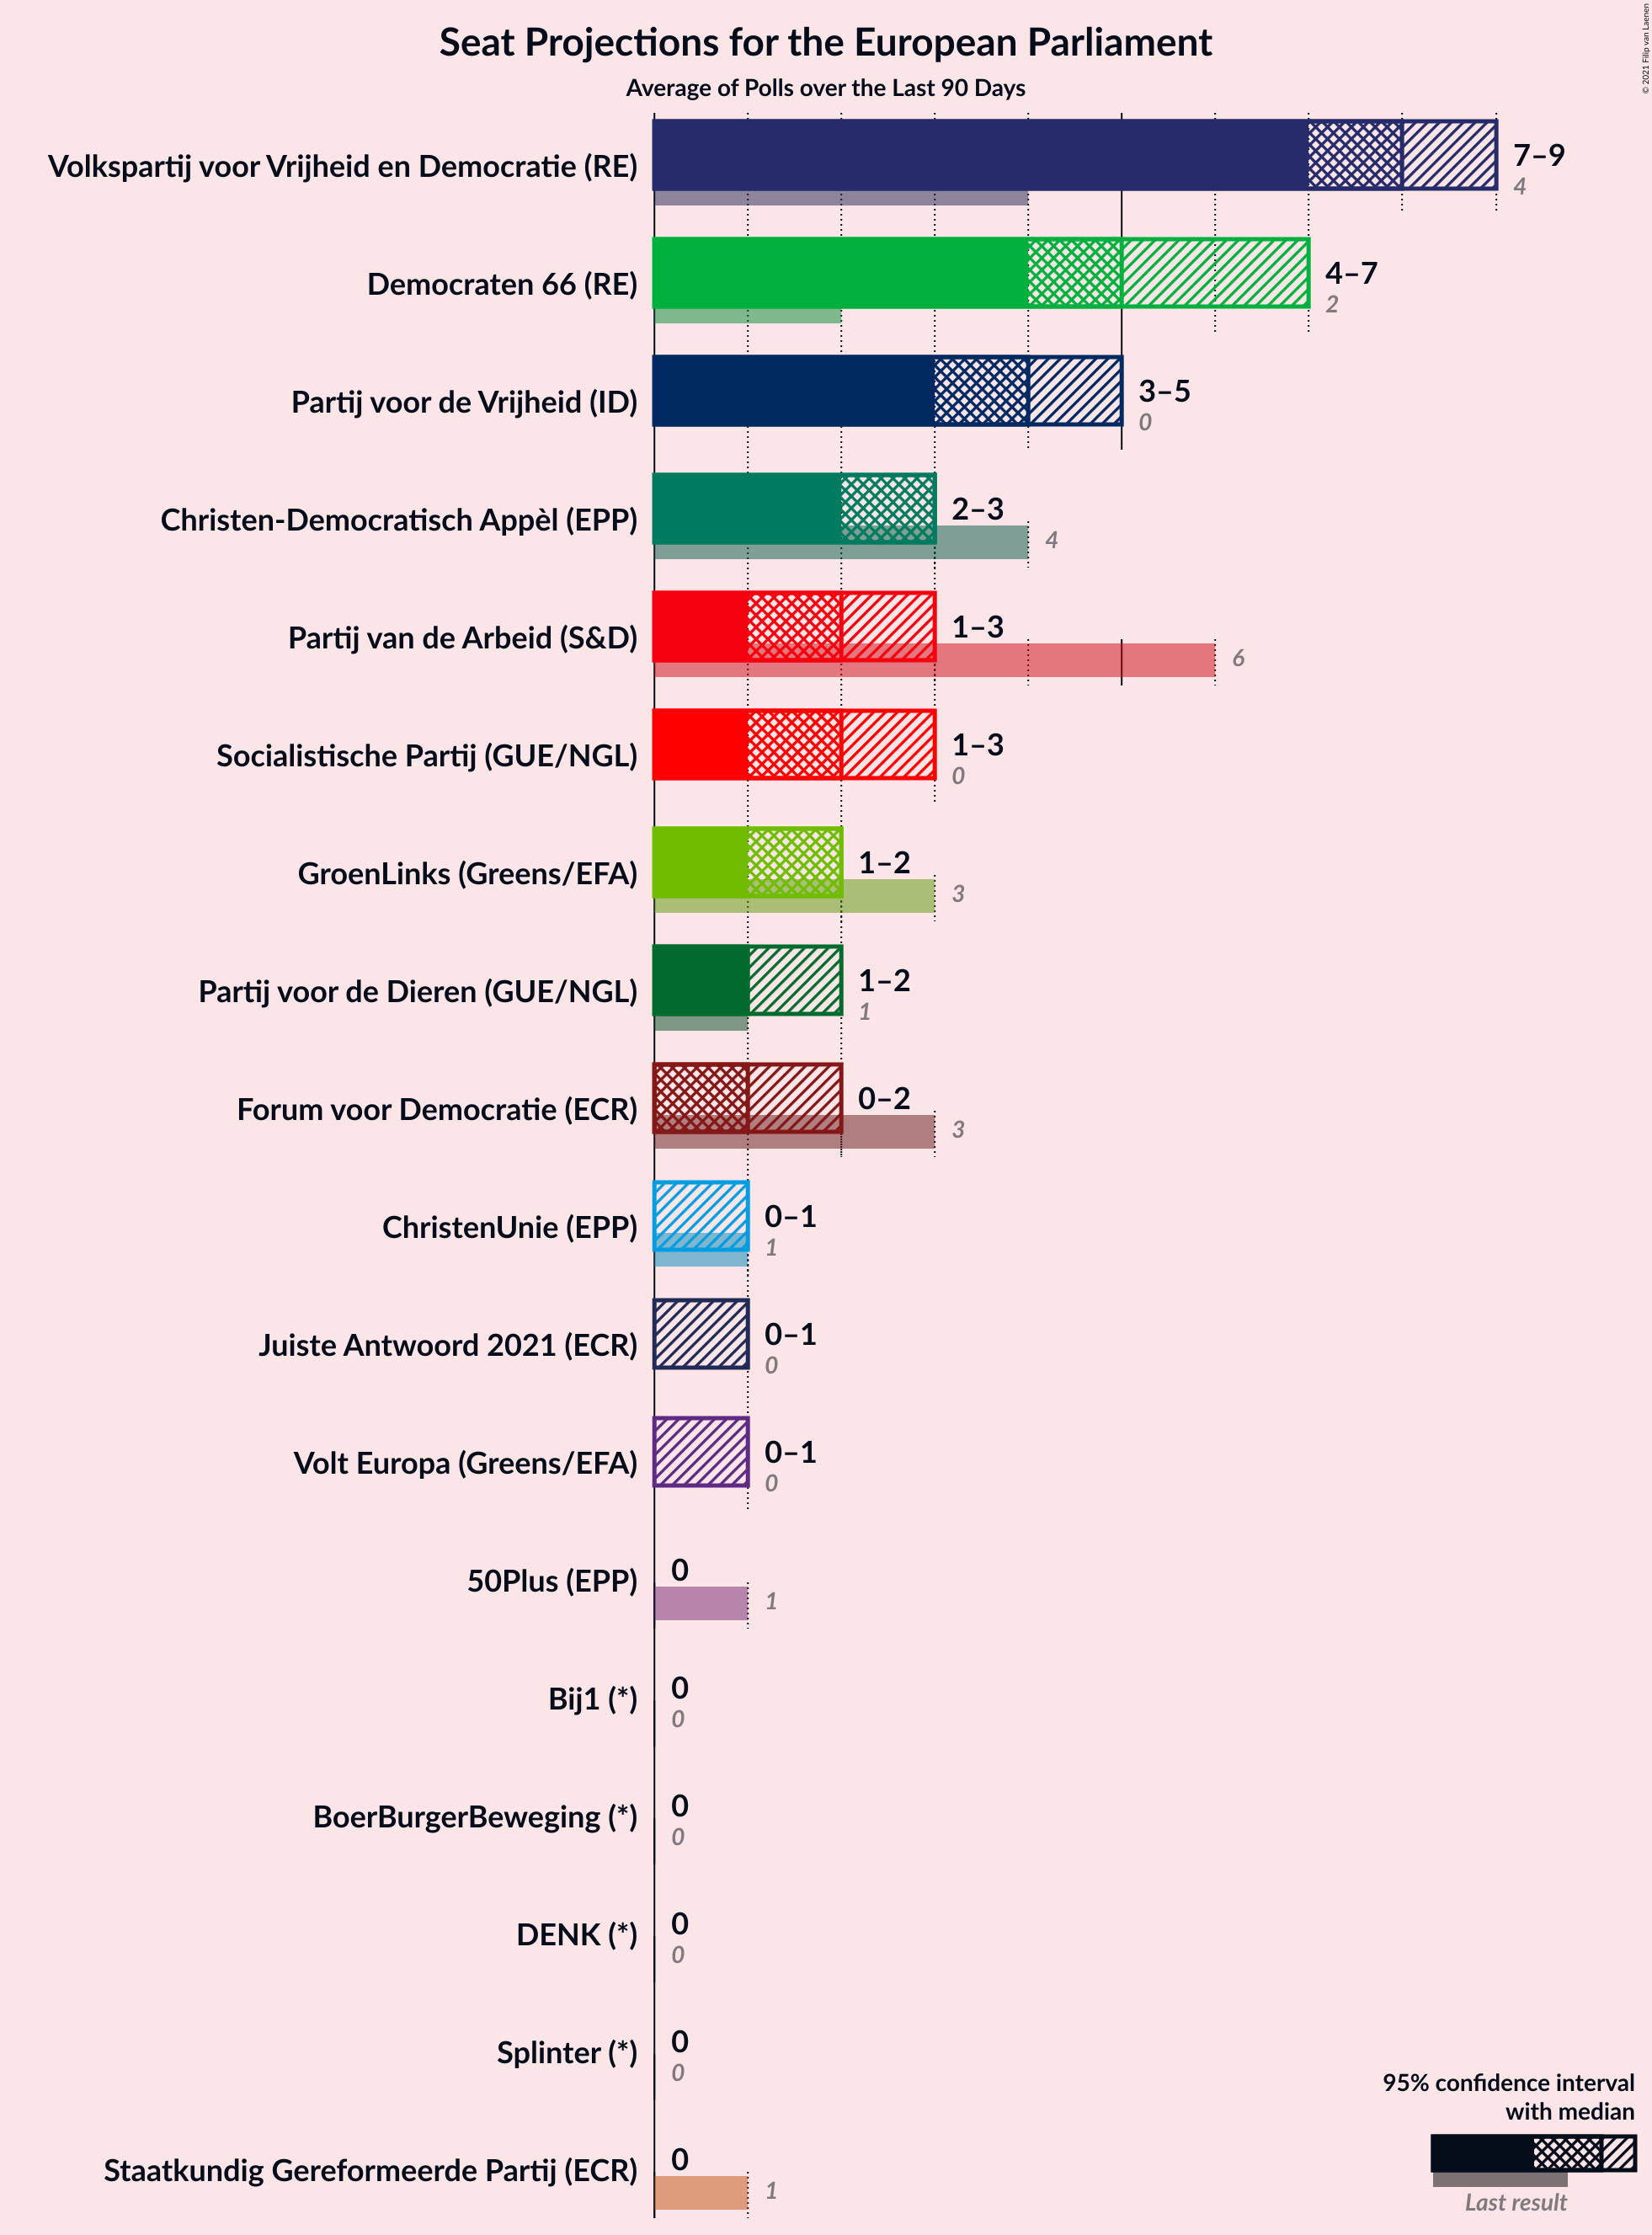 Seat Projections for the European Parliament
Average of Polls over the Last 90 Days
© 2021 Filip van Laenen
Volkspartij voor Vrijheid en Democratie (RE)
7–9
4
Democraten 66 (RE)
4–7
2
Partij voor de Vrijheid (ID)
3–5
0
Christen-Democratisch Appèl (EPP)
2–3
4
Partij van de Arbeid (S&D)
1–3
6
Socialistische Partij (GUE/NGL)
1–3
0
GroenLinks (Greens/EFA)
1–2
3
Partij voor de Dieren (GUE/NGL)
1–2
1
Forum voor Democratie (ECR)
0–2
3
ChristenUnie (EPP)
0–1
1
Juiste Antwoord 2021 (ECR)
0–1
0
Volt Europa (Greens/EFA)
0–1
0
50Plus (EPP)
0
1
Bij1 (*)
0
0
BoerBurgerBeweging (*)
0
0
DENK (*)
0
0
Splinter (*)
0
0
Staatkundig Gereformeerde Partij (ECR)
0
1
95% confidence interval
with median
Last result